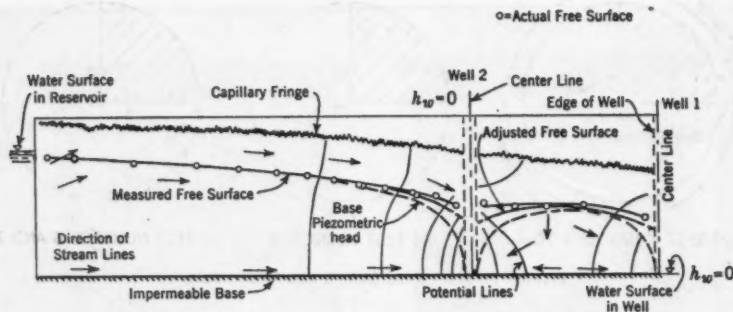 o=Actual Free Surface
Water Surface
in Reservoir
Capillary Fringe
Well 2
h₁₀=0
Center Line
Edge of Well
Well 1
Adjusted Free Surface
Center Line
Measured Free Surface
Base
Piezometric
head
Direction of
Stream Lines
Impermeable Base
Potential Lines
Water Surface
in Well
h₁₀=0